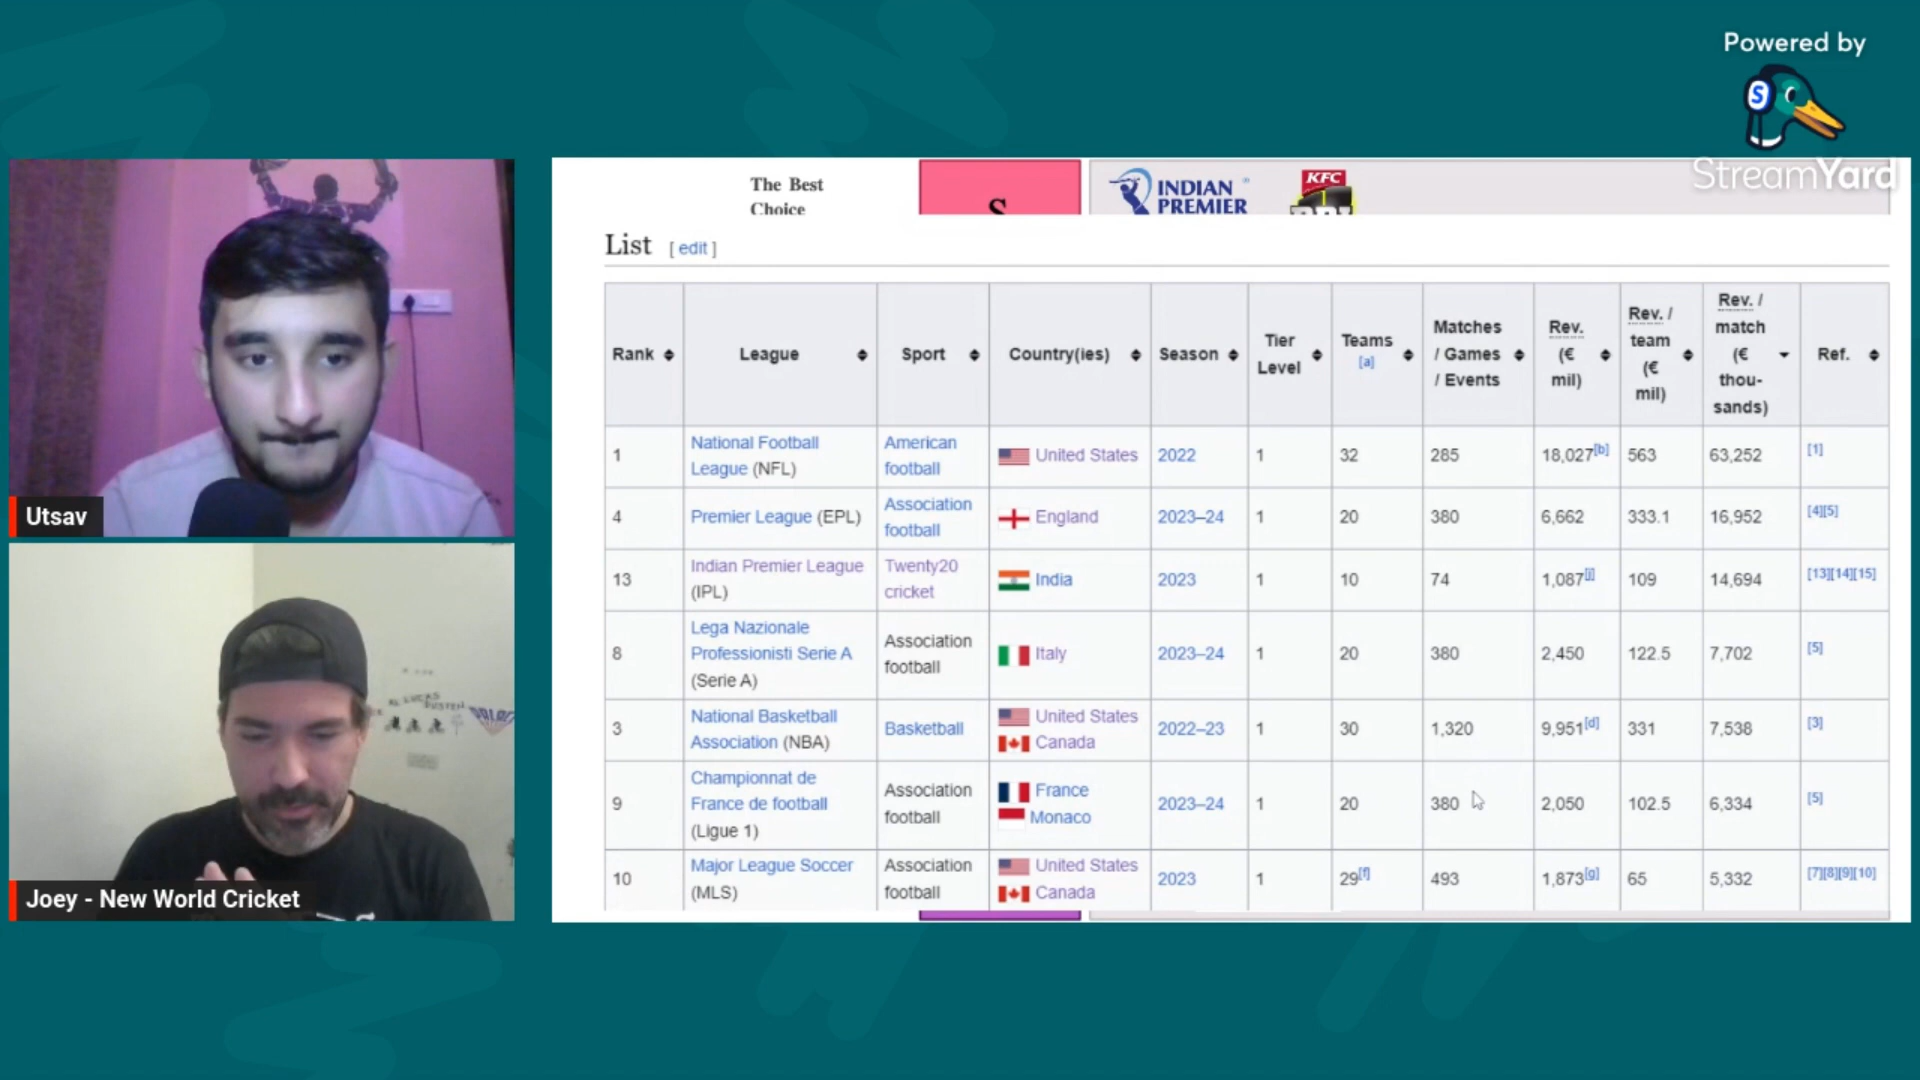 Powered by
StreamYard
The Best
Choice
S
INDIAN
PREMIER
KFC
List [ edit ]
Rank League Sport Country(ies) Season Tier Level Teams [a] Matches / Games / Events Rev. (€ mil) Rev. / team (€ mil) Rev. / match (€ thou-sands) Ref.
1 National Football League (NFL) American football United States 2022 1 32 285 18,027[b] 563 63,252 [1]
4 Premier League (EPL) Association football England 2023–24 1 20 380 6,662 333.1 16,952 [4][5]
13 Indian Premier League (IPL) Twenty20 cricket India 2023 1 10 74 1,087[j] 109 14,694 [13][14][15]
8 Lega Nazionale Professionisti Serie A (Serie A) Association football Italy 2023–24 1 20 380 2,450 122.5 7,702 [5]
3 National Basketball Association (NBA) Basketball United States Canada 2022–23 1 30 1,320 9,951[d] 331 7,538 [3]
9 Championnat de France de football (Ligue 1) Association football France Monaco 2023–24 1 20 380 2,050 102.5 6,334 [5]
10 Major League Soccer (MLS) Association football United States Canada 2023 1 29[f] 493 1,873[g] 65 5,332 [7][8][9][10]
Utsav
Joey - New World Cricket